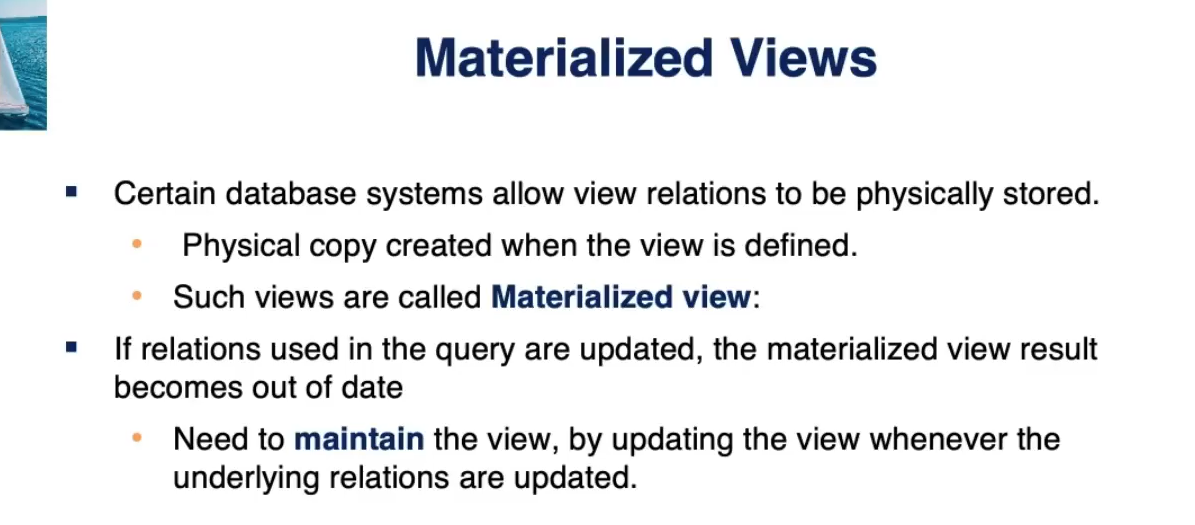 Materialized Views
▪ Certain database systems allow view relations to be physically stored.
• Physical copy created when the view is defined.
• Such views are called Materialized view:
▪ If relations used in the query are updated, the materialized view result
becomes out of date
• Need to maintain the view, by updating the view whenever the
underlying relations are updated.